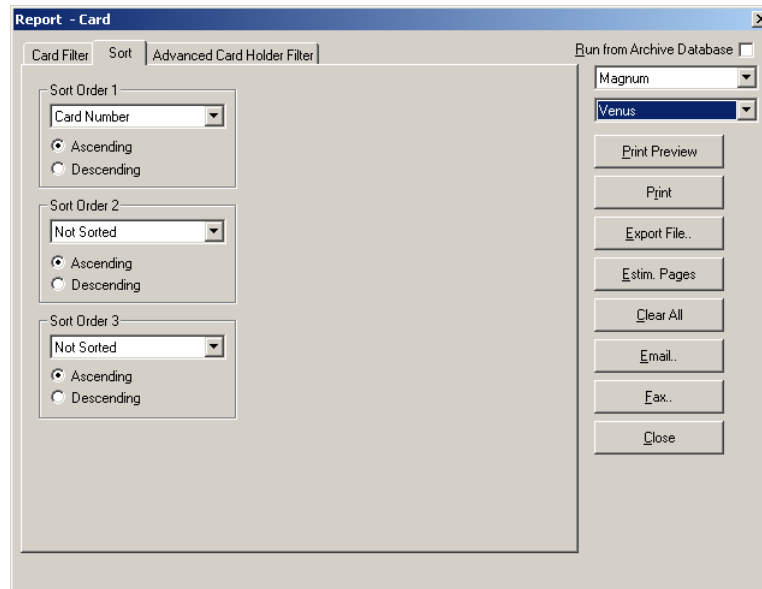 Report - Card
Card Filter Sort Advanced Card Holder Filter
Run from Archive Database
Magnum
Venus
Sort Order 1
Card Number
Ascending
Descending
Sort Order 2
Not Sorted
Ascending
Descending
Sort Order 3
Not Sorted
Ascending
Descending
Print Preview
Print
Export File..
Estim. Pages
Clear All
Email..
Fax..
Close